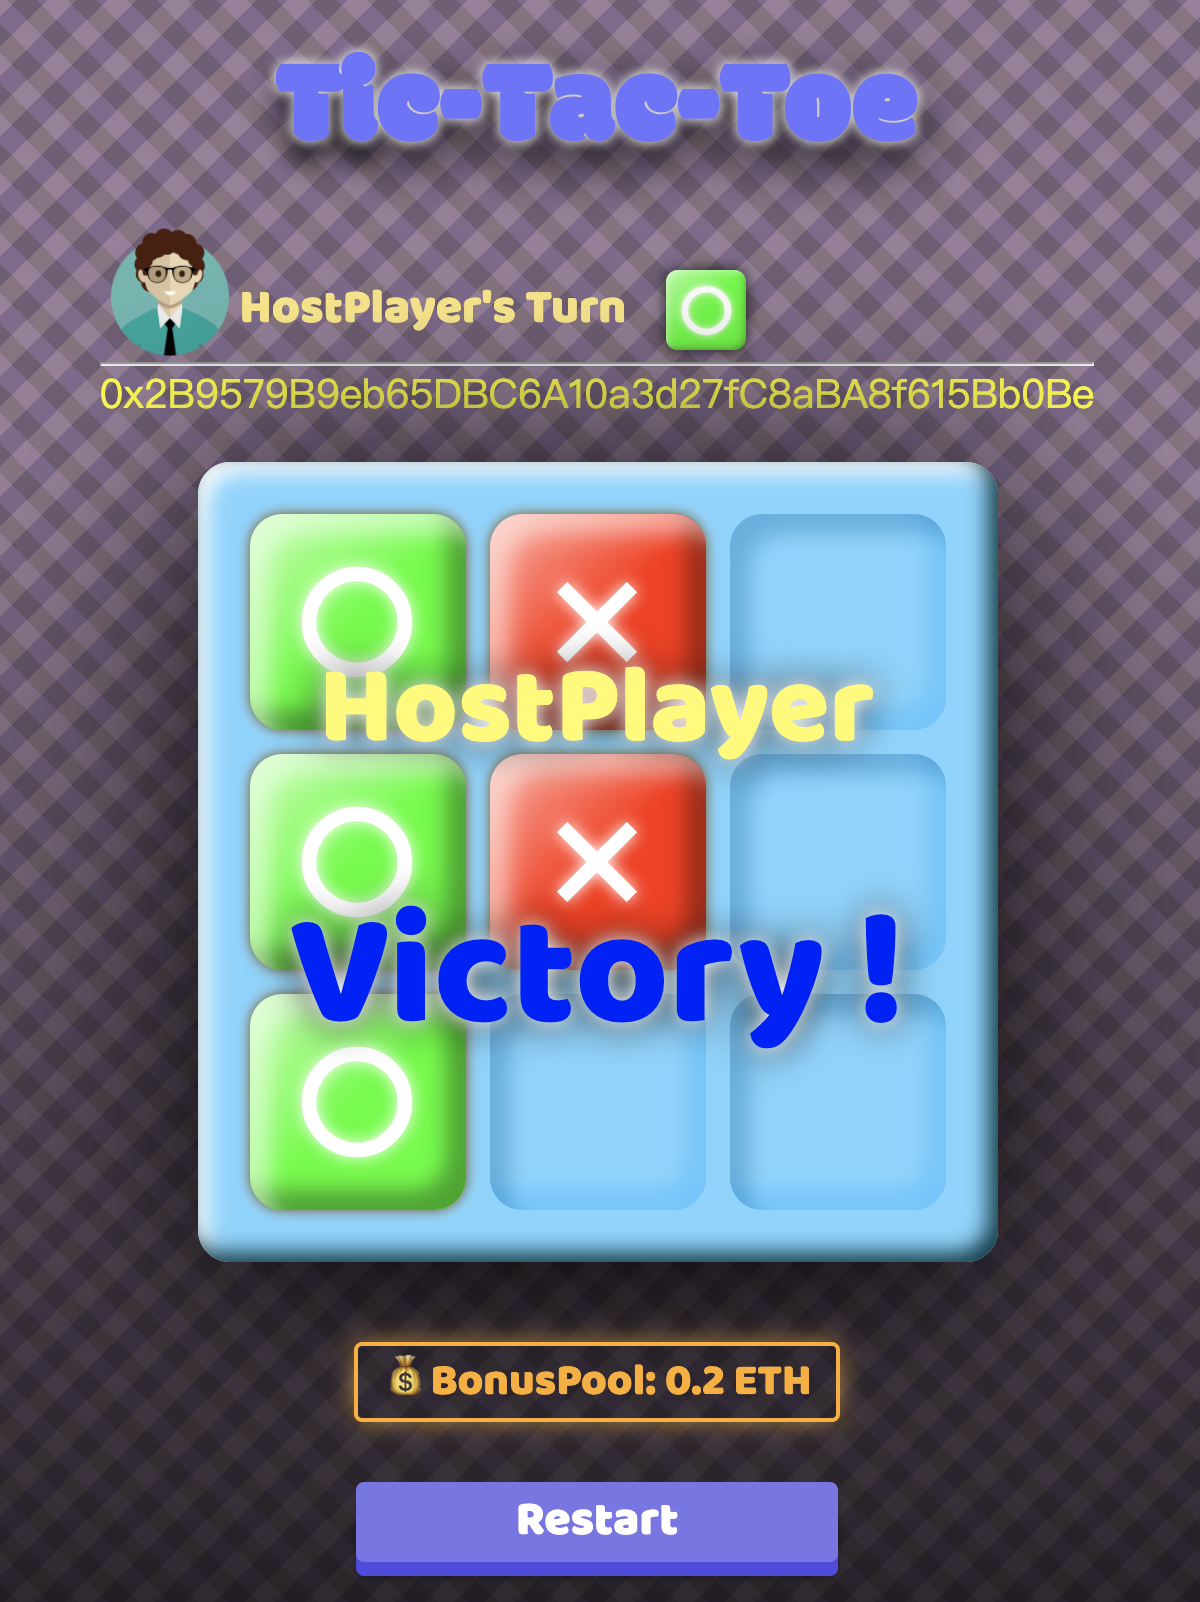 Tic-Tac-Toe
HostPlayer's Turn
0x2B9579B9eb65DBC6A10a3d27fC8aBA8f615Bb0Be
HostPlayer
Victory !
BonusPool: 0.2 ETH
Restart